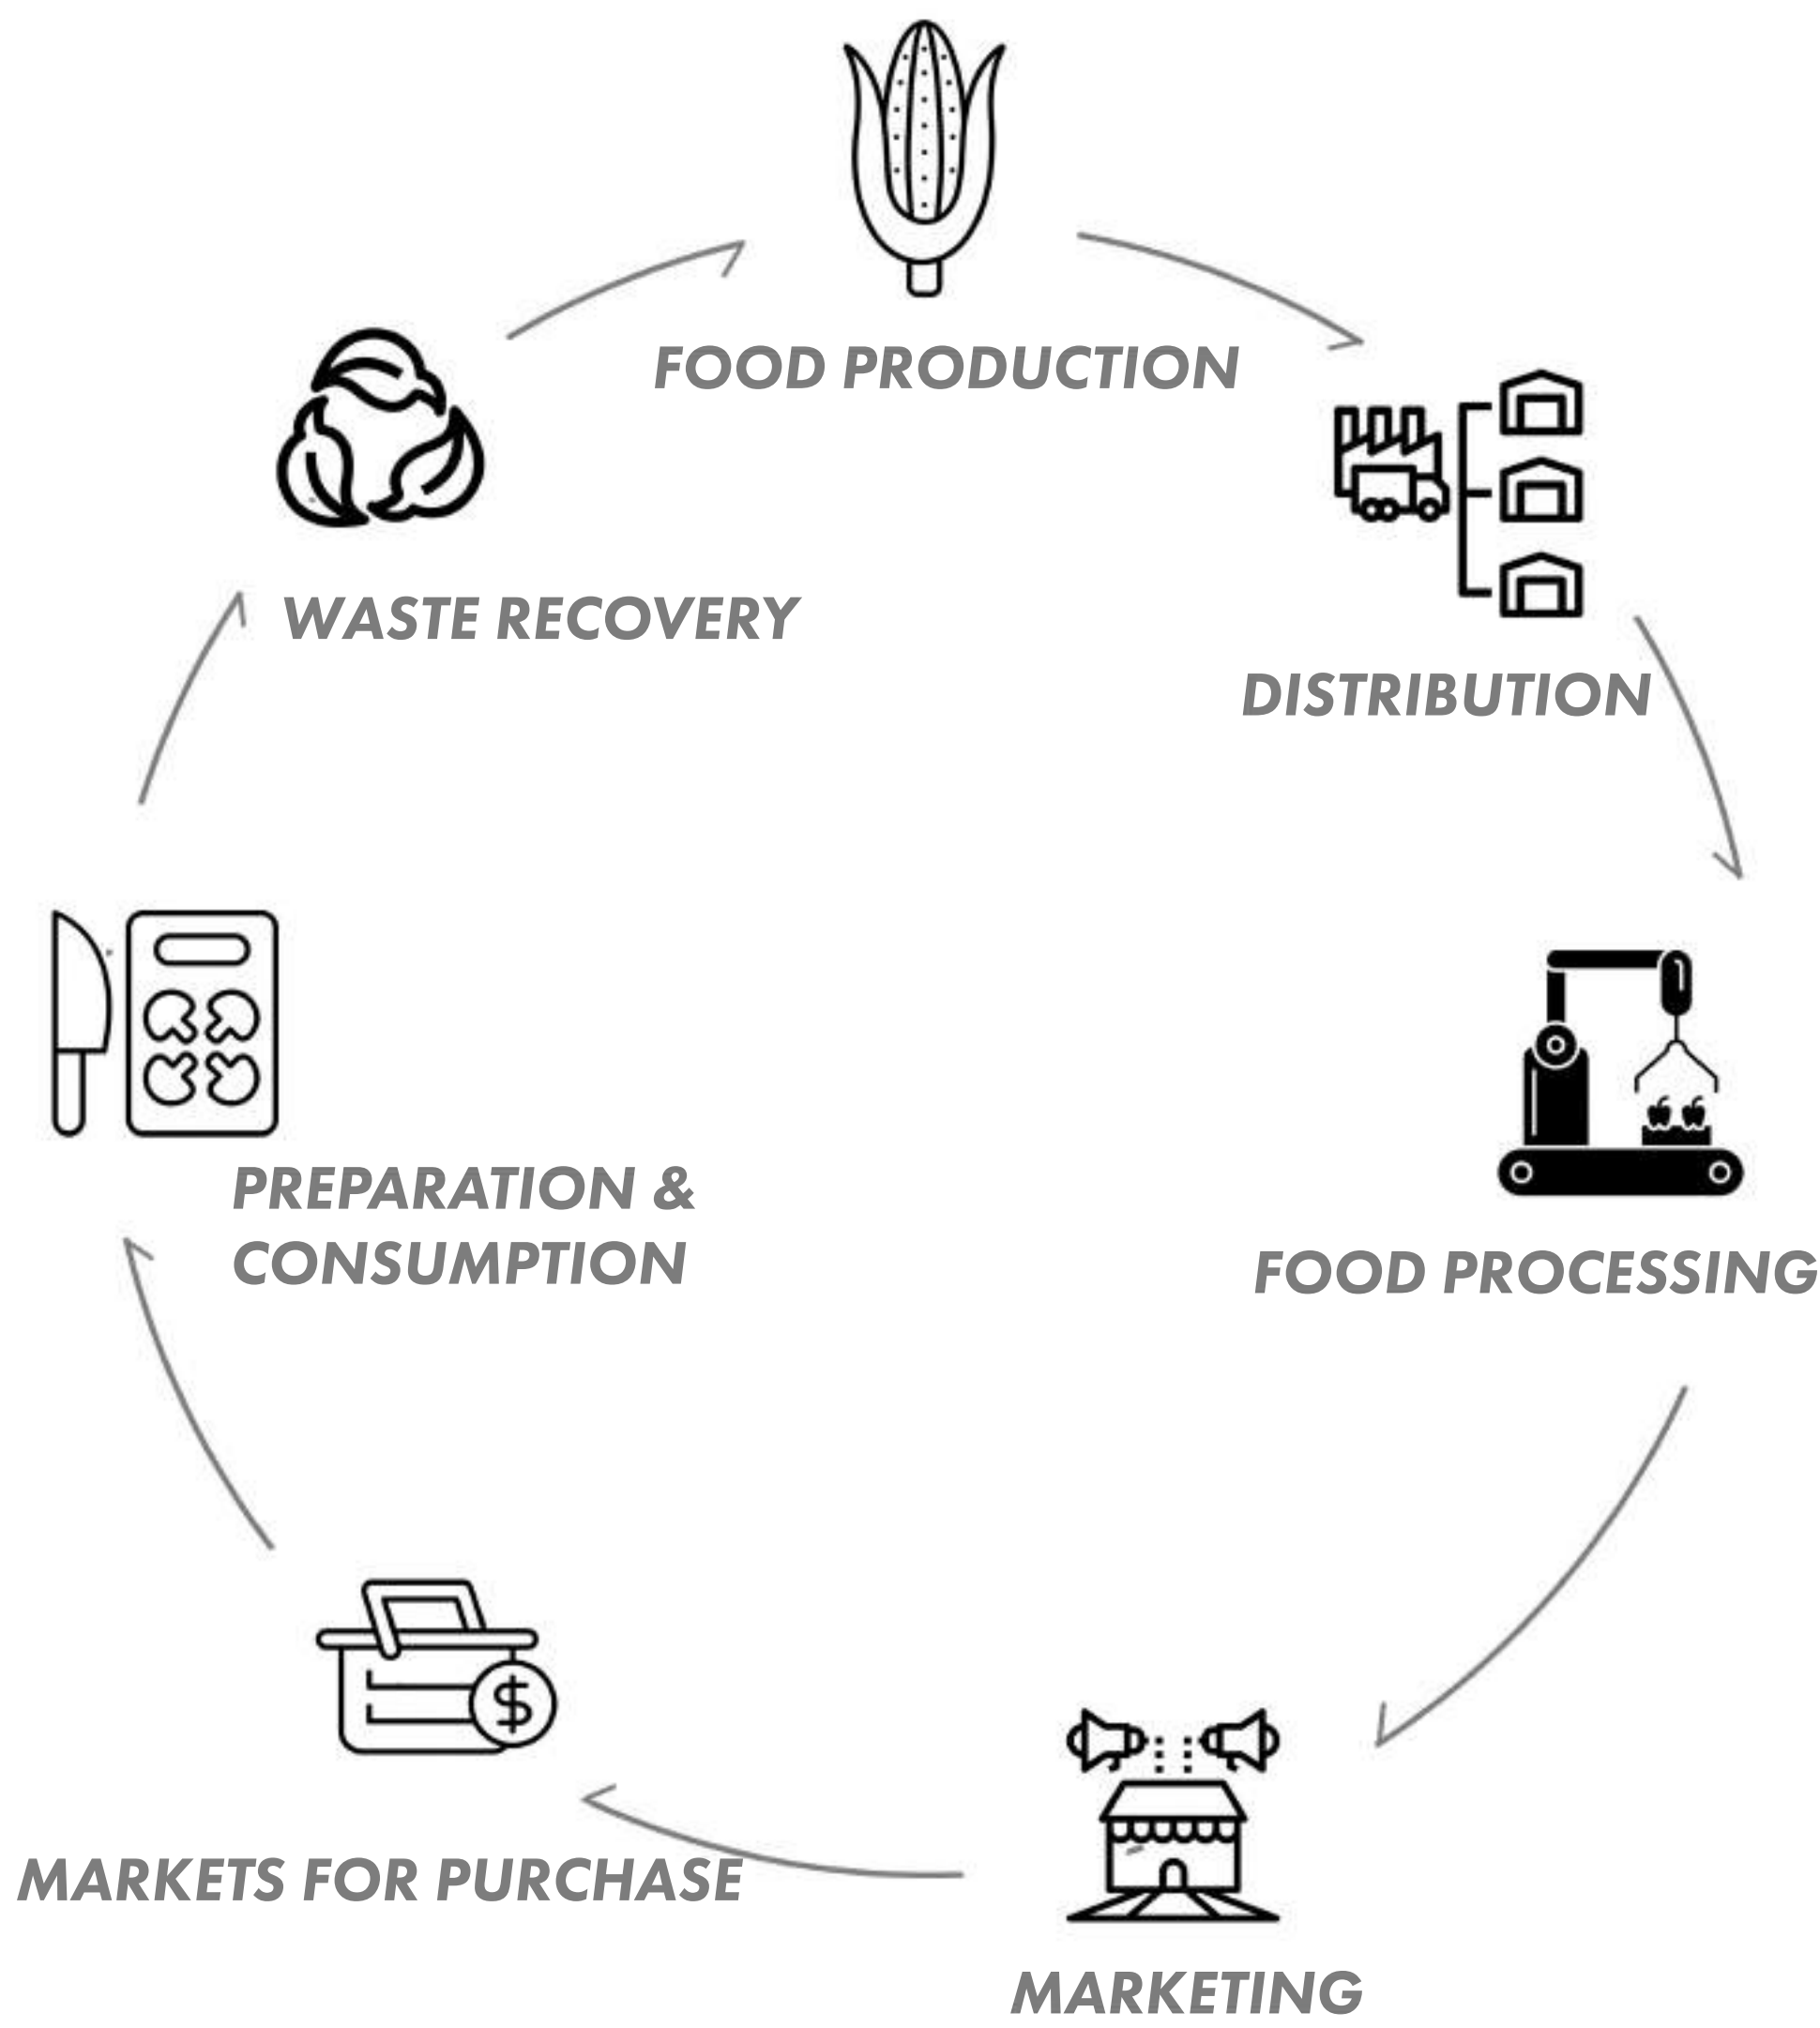 FOOD PRODUCTION
DISTRIBUTION
FOOD PROCESSING
MARKETING
$
MARKETS FOR PURCHASE
PREPARATION &
CONSUMPTION
WASTE RECOVERY